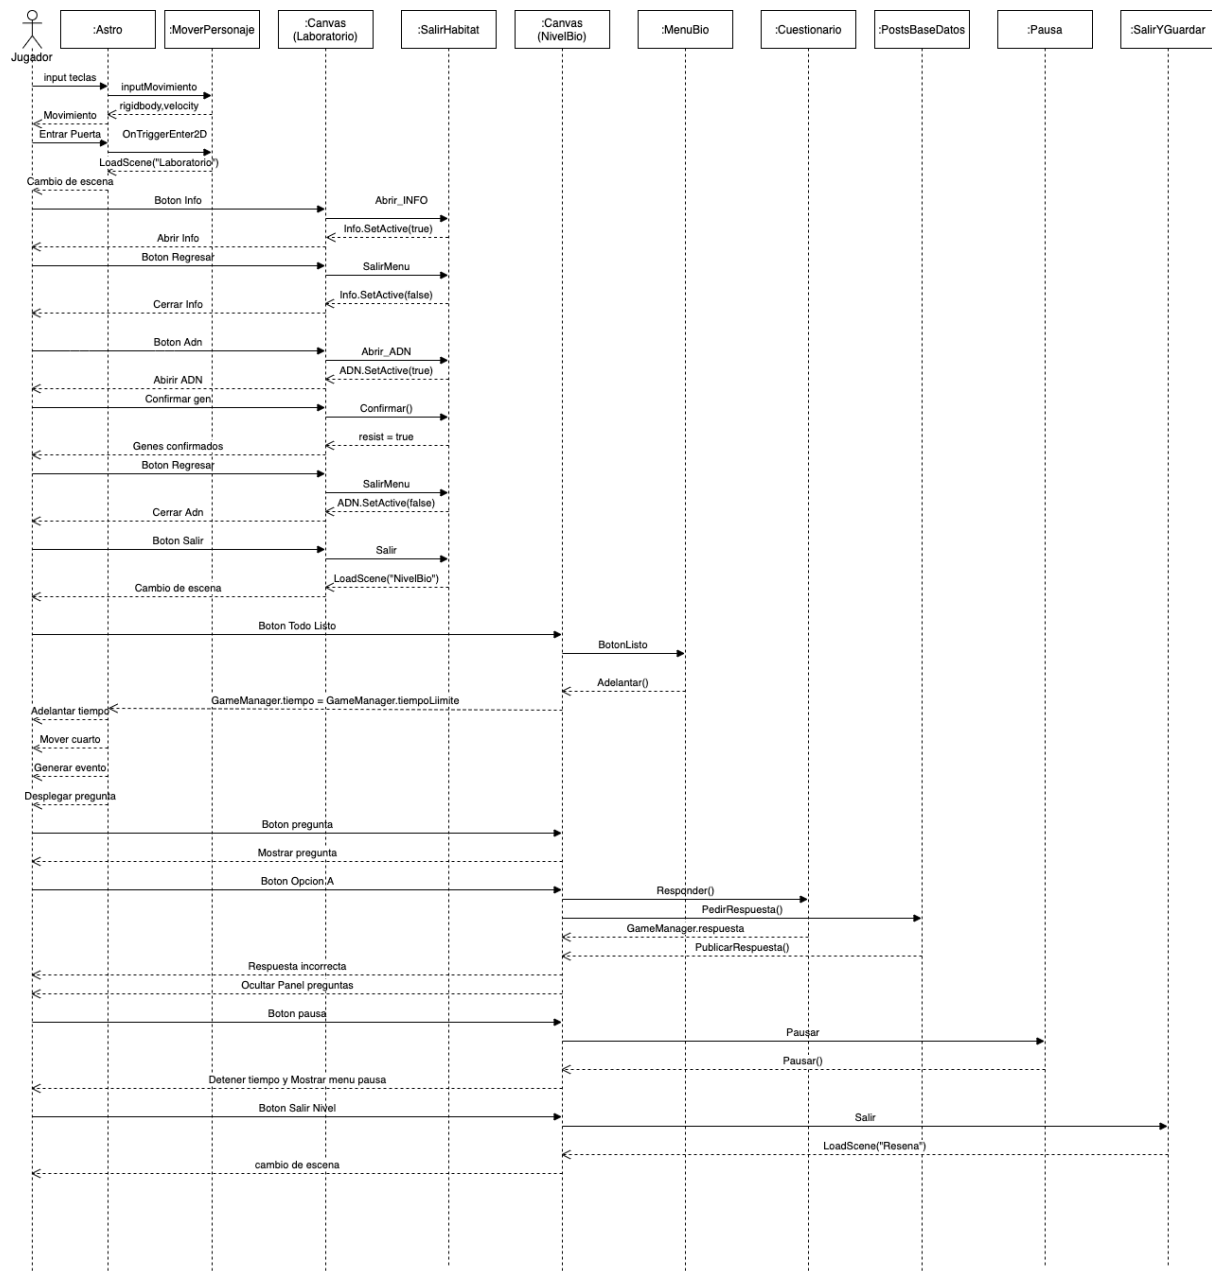 :Astro
:MoverPersonaje
:Canvas
(Laboratorio)
:SalirHabitat
:Canvas
(NivelBio)
:MenuBio
:Cuestionario
:PostsBaseDatos
:Pausa
:SalirYGuardar
Jugador
input teclas
inputMovimiento
rigidbody,velocity
Movimiento
Entrar Puerta
OnTriggerEnter2D
LoadScene("Laboratorio")
Cambio de escena
Boton Info
Abrir_INFO
Info.SetActive(true)
Abrir Info
Boton Regresar
SalirMenu
Info.SetActive(false)
Cerrar Info
Boton Adn
Abrir_ADN
ADN.SetActive(true)
Abirir ADN
Confirmar gen
Confirmar()
resist = true
Genes confirmados
Boton Regresar
SalirMenu
ADN.SetActive(false)
Cerrar Adn
Boton Salir
Salir
LoadScene("NivelBio")
Cambio de escena
Boton Todo Listo
BotonListo
Adelantar()
GameManager.tiempo = GameManager.tiempoLiimite
Adelantar tiempo
Mover cuarto
Generar evento
Desplegar pregunta
Boton pregunta
Mostrar pregunta
Boton Opcion A
Responder()
PedirRespuesta()
GameManager.respuesta
PublicarRespuesta()
Respuesta incorrecta
Ocultar Panel preguntas
Boton pausa
Pausar
Pausar()
Detener tiempo y Mostrar menu pausa
Boton Salir Nivel
Salir
LoadScene("Resena")
cambio de escena